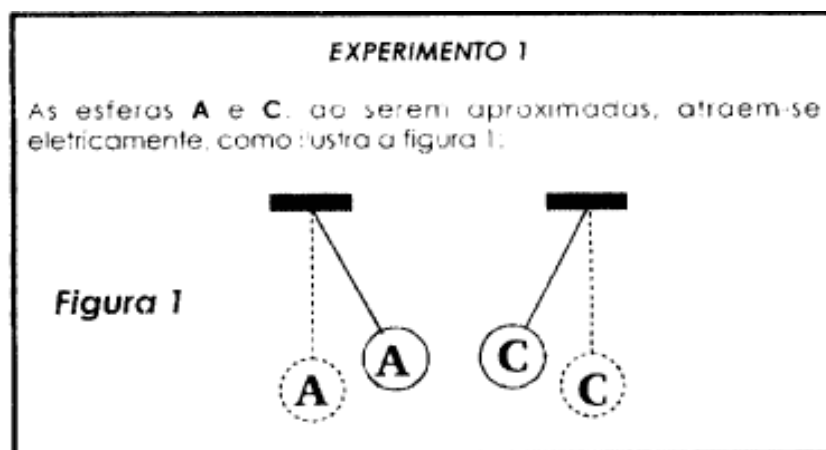 EXPERIMENTO 1
As esferas A e C, ao serem aproximadas, atraem-se
eletricamente, como ilustra a figura 1:
Figura 1
A
A
C
C